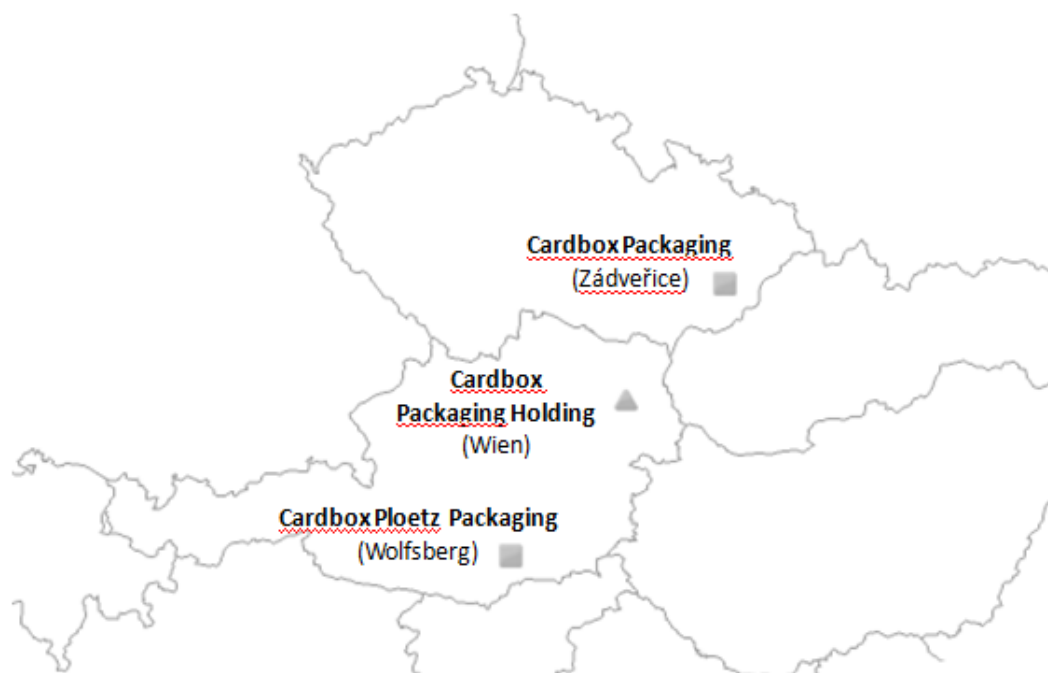 Cardbox Packaging
(Zádveřice)
Cardbox
Packaging Holding
(Wien)
Cardbox Ploetz Packaging
(Wolfsberg)